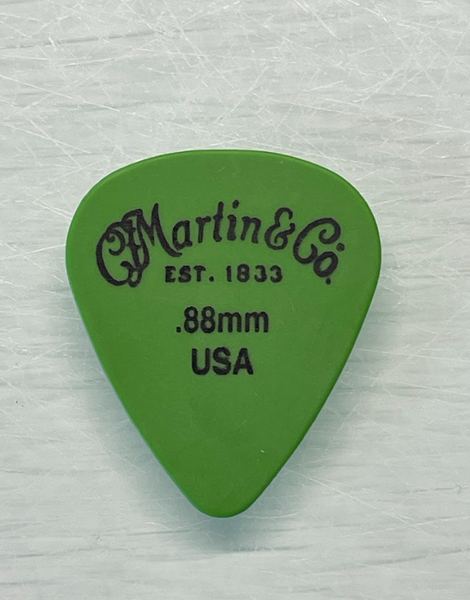 CFMartin & Co.
EST. 1833
.88mm
USA